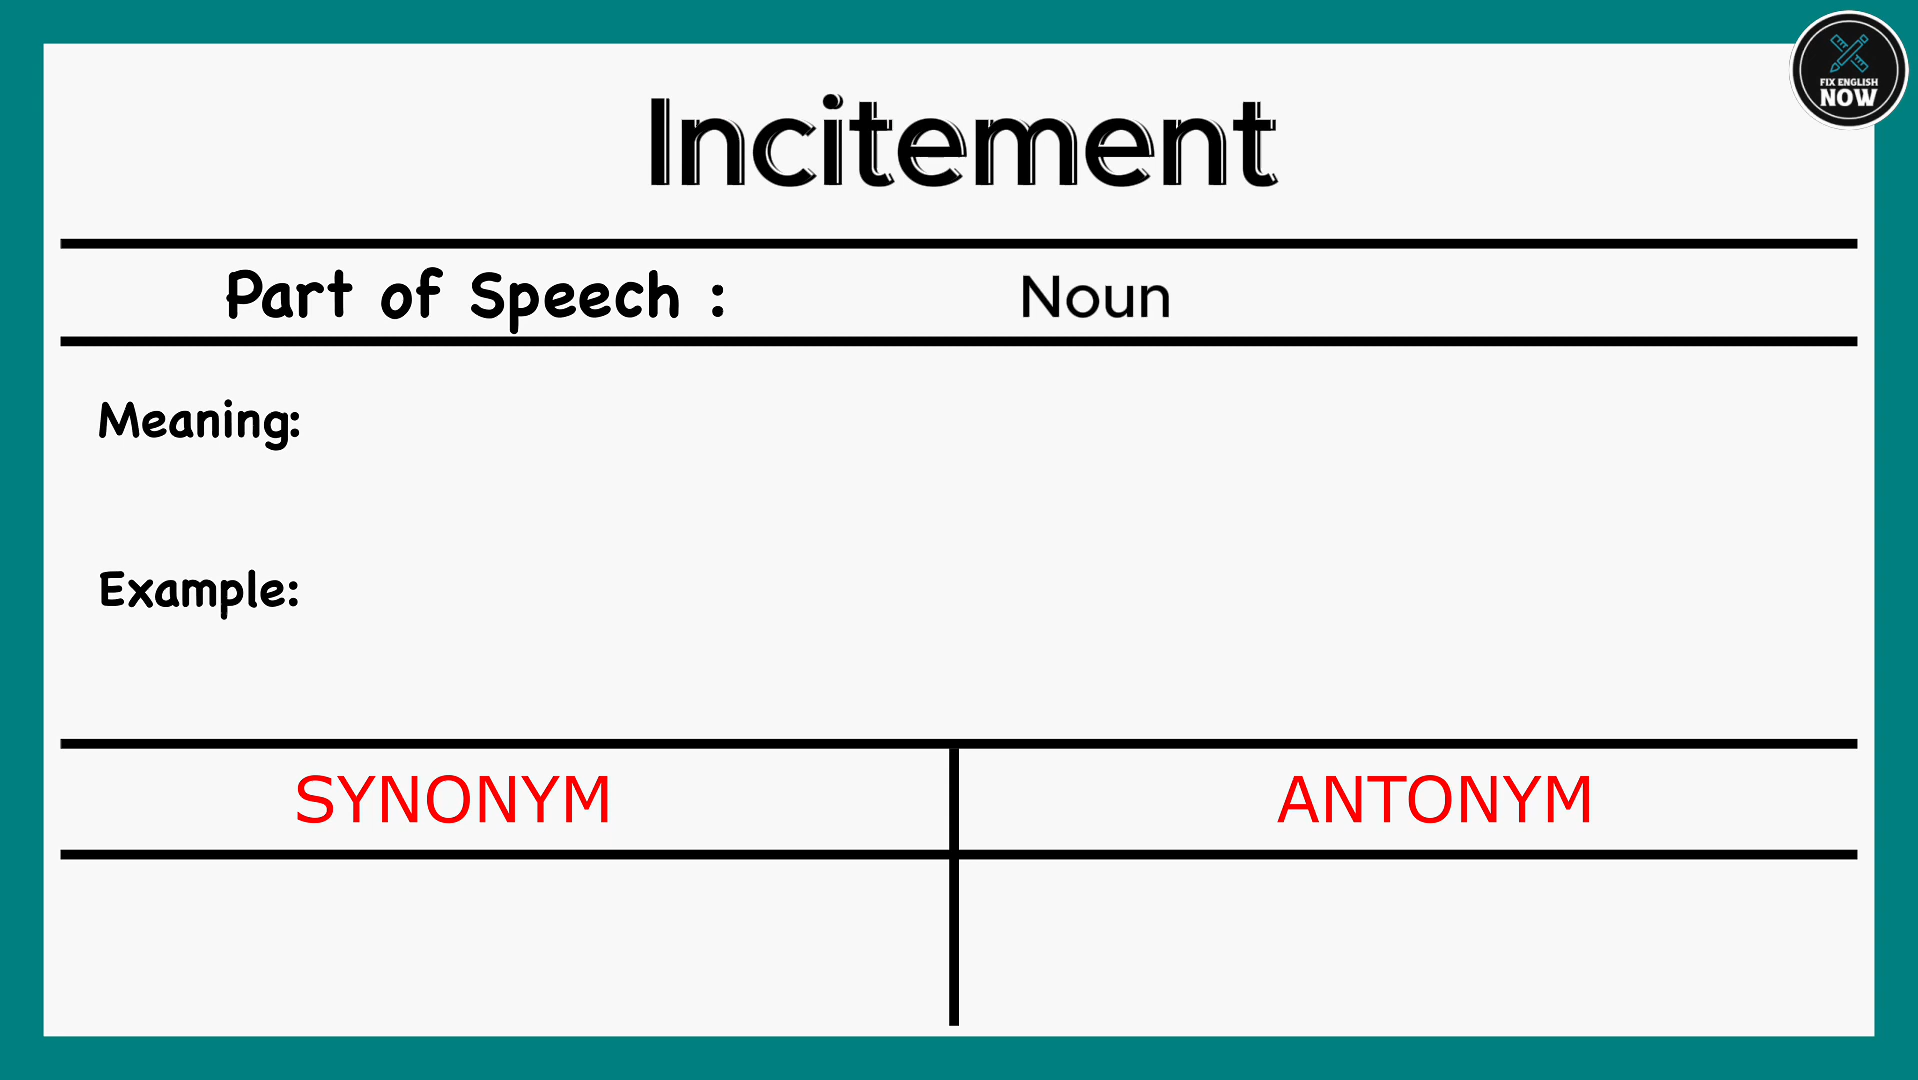 FIX ENGLISH
NOW
Incitement
Part of Speech : Noun
Meaning:
Example:
SYNONYM ANTONYM